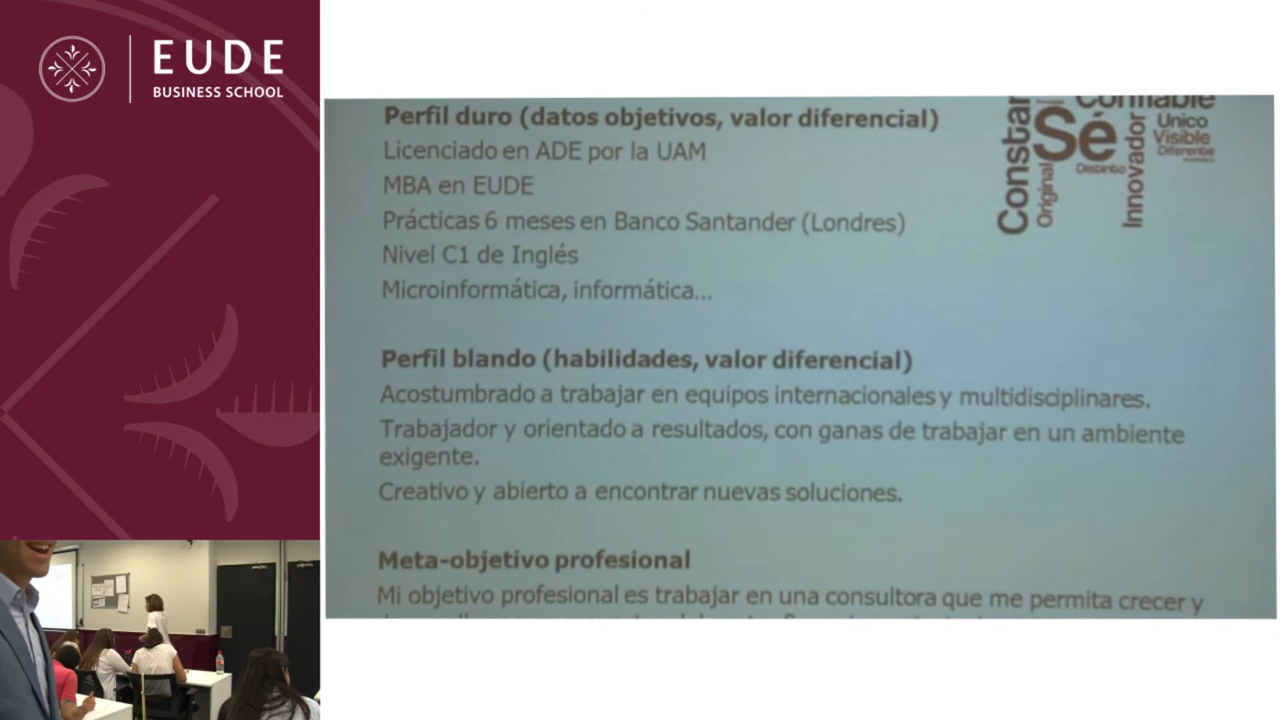 EUDE
BUSINESS SCHOOL
Perfil duro (datos objetivos, valor diferencial)
Licenciado en ADE por la UAM
MBA en EUDE
Prácticas 6 meses en Banco Santander (Londres)
Nivel C1 de Inglés
Microinformática, informática...
Confiable
Constan
Sé
Único
Visible
Diferente
Distinto
Original
Innovador
Perfil blando (habilidades, valor diferencial)
Acostumbrado a trabajar en equipos internacionales y multidisciplinares.
Trabajador y orientado a resultados, con ganas de trabajar en un ambiente
exigente.
Creativo y abierto a encontrar nuevas soluciones.
Meta-objetivo profesional
Mi objetivo profesional es trabajar en una consultora que me permita crecer y